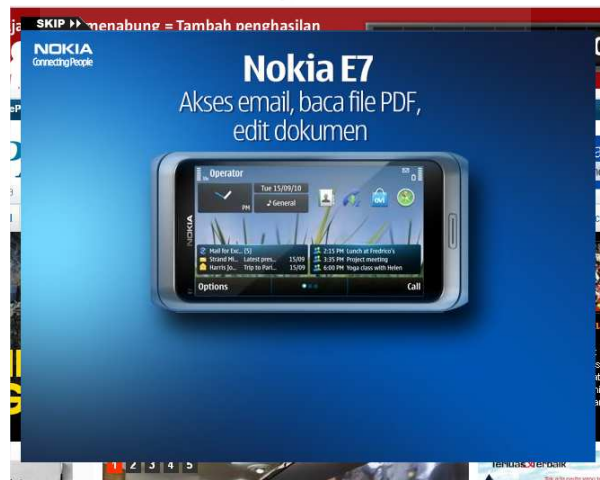 SKIP
menabung = Tambah penghasilan
NOKIA
Connecting People
Nokia E7
Akses email, baca file PDF,
edit dokumen
Operator
Tue 15/09/10
PM
General
ovi
NOKIA
Mail for Exc... [5]
Strand Mi... Latest pres... 15/09
Harris Jo... Trip to Pari... 15/09
2:15 PM Lunch at Fredrico's
3:35 PM Project meeting
6:00 PM Yoga class with Helen
Options
Call
1 2 3 4 5